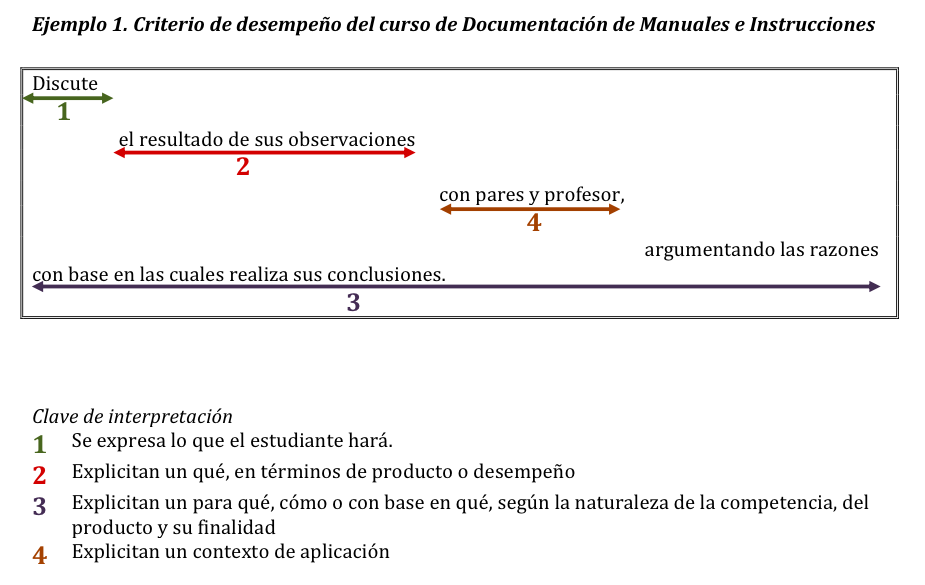 Ejemplo 1. Criterio de desempeño del curso de Documentación de Manuales e Instrucciones
Discute
1
el resultado de sus observaciones
2
con pares y profesor,
4
argumentando las razones
con base en las cuales realiza sus conclusiones.
3
Clave de interpretación
1 Se expresa lo que el estudiante hará.
2 Explicitan un qué, en términos de producto o desempeño
3 Explicitan un para qué, cómo o con base en qué, según la naturaleza de la competencia, del
producto y su finalidad
4 Explicitan un contexto de aplicación